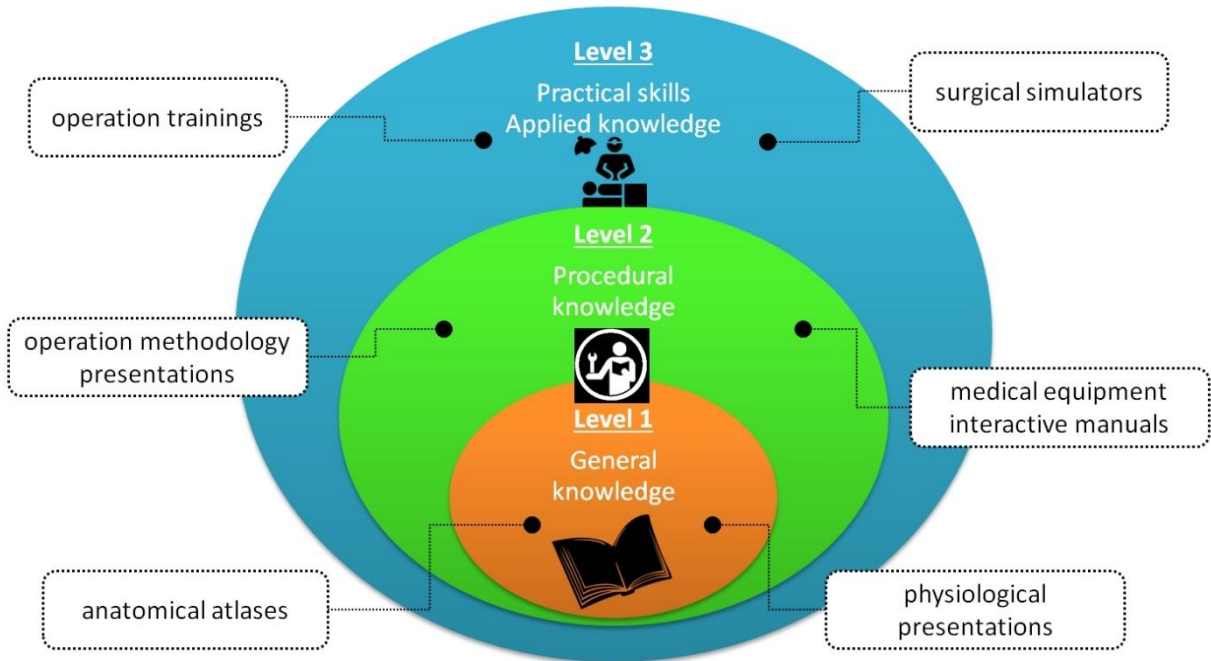 Level 3
Practical skills
Applied knowledge
operation trainings
surgical simulators
Level 2
Procedural
knowledge
operation methodology
presentations
medical equipment
interactive manuals
Level 1
General
knowledge
anatomical atlases
physiological
presentations